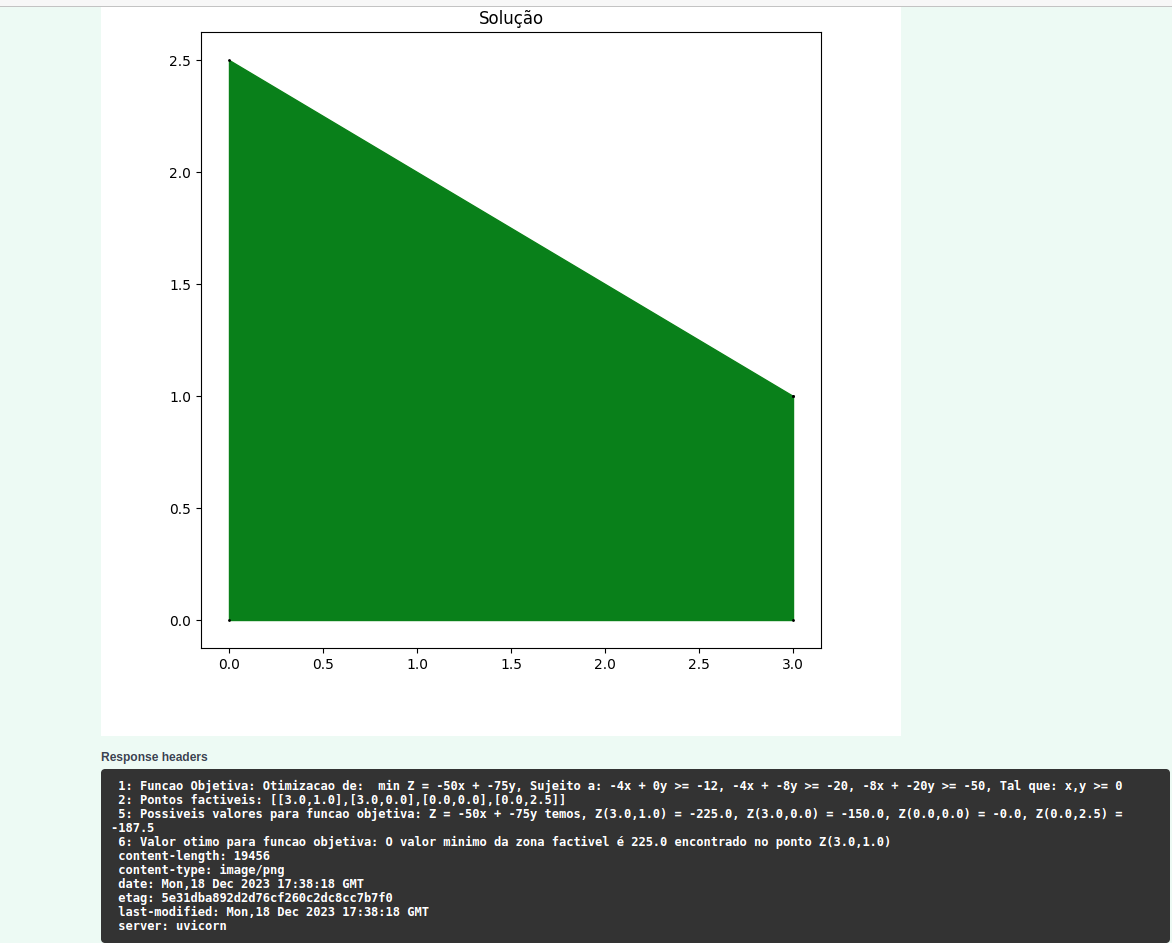 Solução
2.5
2.0
1.5
1.0
0.5
0.0
0.0 0.5 1.0 1.5 2.0 2.5 3.0
Response headers
1: Funcao Objetiva: Otimizacao de:  min Z = -50x + -75y, Sujeito a: -4x + 0y >= -12, -4x + -8y >= -20, -8x + -20y >= -50, Tal que: x,y >= 0
2: Pontos factiveis: [[3.0,1.0],[3.0,0.0],[0.0,0.0],[0.0,2.5]]
5: Possiveis valores para funcao objetiva: Z = -50x + -75y temos, Z(3.0,1.0) = -225.0, Z(3.0,0.0) = -150.0, Z(0.0,0.0) = -0.0, Z(0.0,2.5) =
-187.5
6: Valor otimo para funcao objetiva: O valor minimo da zona factivel é 225.0 encontrado no ponto Z(3.0,1.0)
content-length: 19456
content-type: image/png
date: Mon,18 Dec 2023 17:38:18 GMT
etag: 5e31dba892d2d76cf260c2dc8cc7b7f0
last-modified: Mon,18 Dec 2023 17:38:18 GMT
server: uvicorn